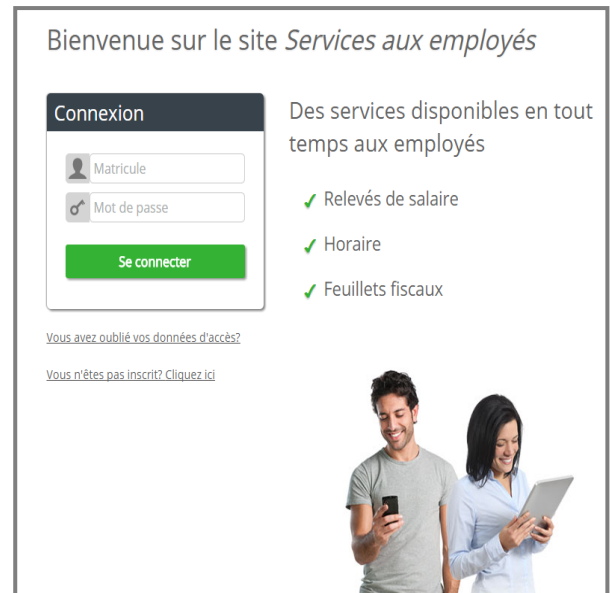 Bienvenue sur le site Services aux employés
Connexion
Matricule
Mot de passe
Se connecter
Vous avez oublié vos données d'accès?
Vous n'êtes pas inscrit? Cliquez ici
Des services disponibles en tout
temps aux employés
Relevés de salaire
Horaire
Feuillets fiscaux